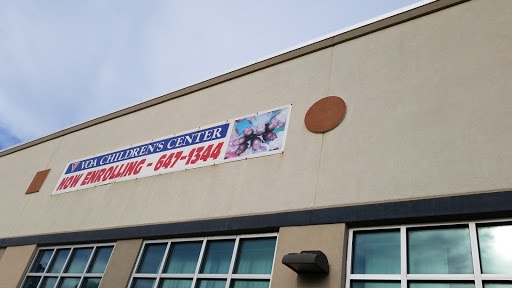 VOA CHILDREN'S CENTER
NOW ENROLLING - 647-1344